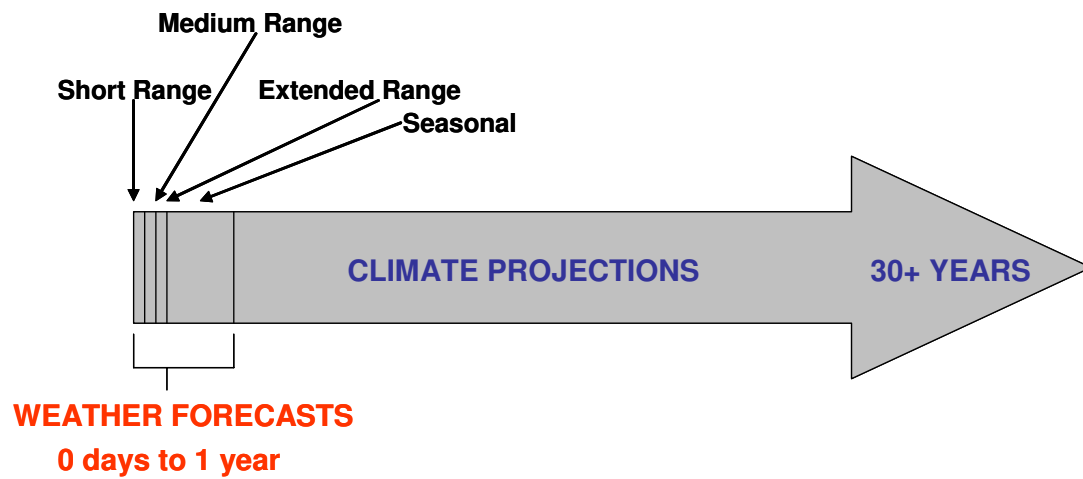 Medium Range
Short Range
Extended Range
Seasonal
CLIMATE PROJECTIONS
30+ YEARS
WEATHER FORECASTS
0 days to 1 year